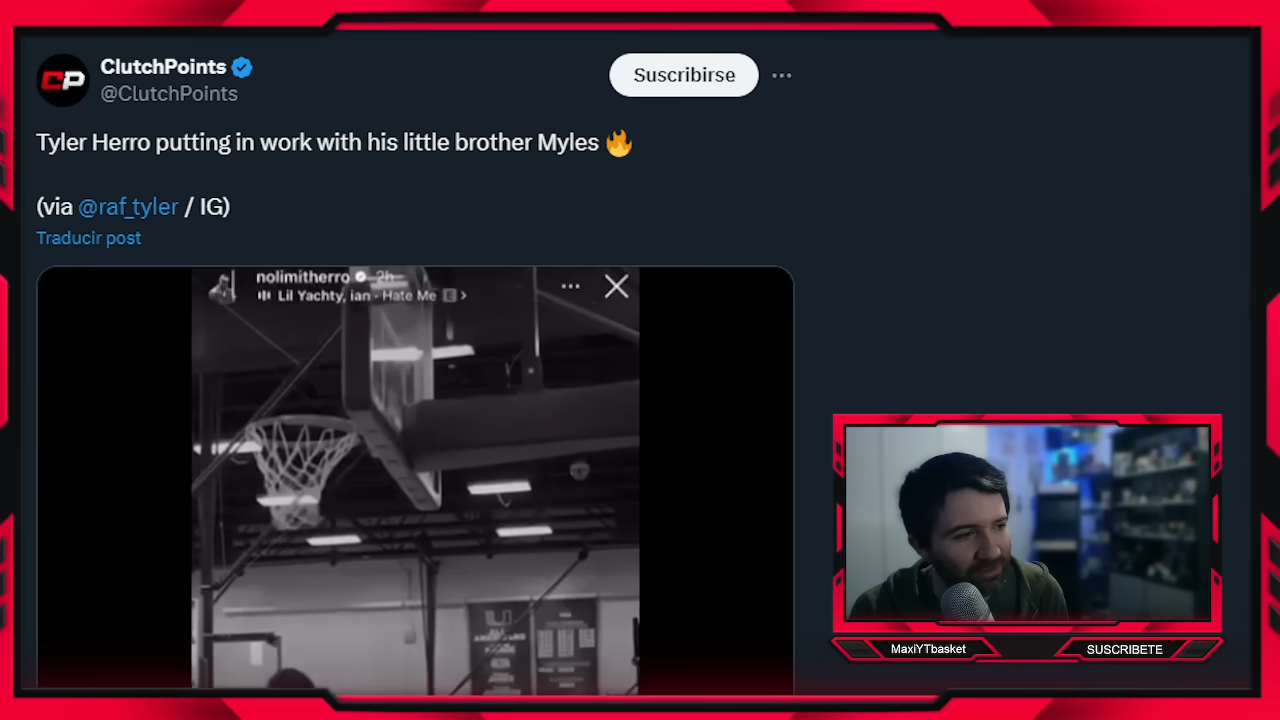 CP
ClutchPoints
@ClutchPoints
Suscribirse
Tyler Herro putting in work with his little brother Myles 🔥
(via @raf_tyler / IG)
Traducir post
nolimitherro 2h
Lil Yachty, ian · Hate Me E >
MaxiYTbasket
SUSCRIBETE